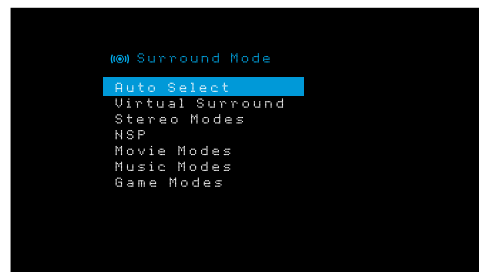 Surround Mode
Auto Select
Virtual Surround
Stereo Modes
NSP
Movie Modes
Music Modes
Game Modes